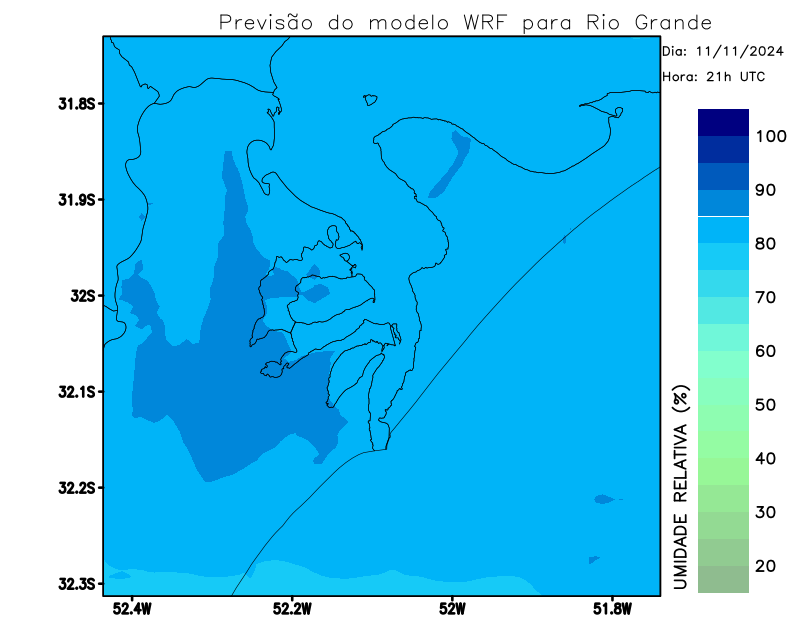 Previsão do modelo WRF para Rio Grande
Dia: 11/11/2024
Hora: 21h UTC
31.8S
31.9S
32S
32.1S
32.2S
32.3S
52.4W
52.2W
52W
51.8W
100
90
80
70
60
50
40
30
20
UMIDADE RELATIVA (%)